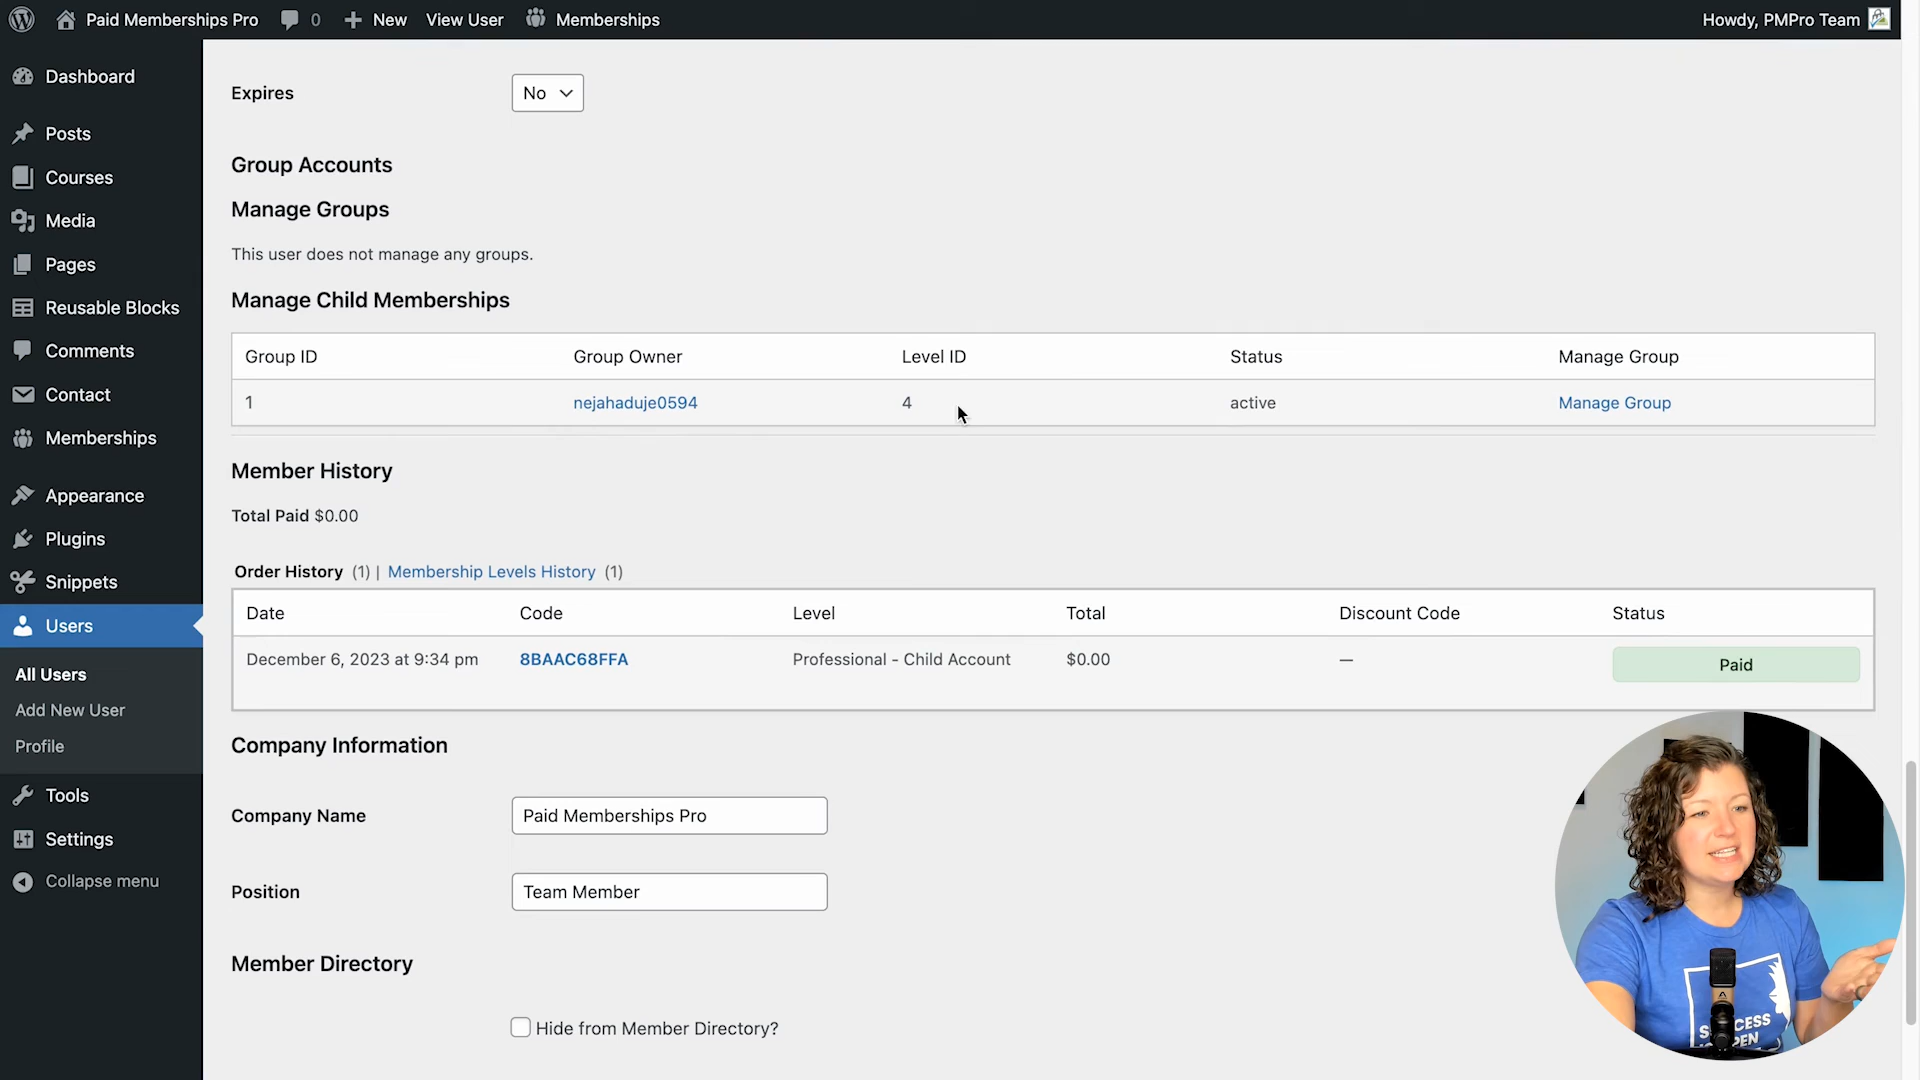 Paid Memberships Pro 0 New View User Memberships Howdy, PMPro Team
Dashboard
Posts
Courses
Media
Pages
Reusable Blocks
Comments
Contact
Memberships
Appearance
Plugins
Snippets
Users
All Users
Add New User
Profile
Tools
Settings
Collapse menu
Expires No
Group Accounts
Manage Groups
This user does not manage any groups.
Manage Child Memberships
Group ID Group Owner Level ID Status Manage Group
1 nejahaduje0594 4 active Manage Group
Member History
Total Paid $0.00
Order History (1) | Membership Levels History (1)
Date Code Level Total Discount Code Status
December 6, 2023 at 9:34 pm 8BAAC68FFA Professional - Child Account $0.00 — Paid
Company Information
Company Name Paid Memberships Pro
Position Team Member
Member Directory
Hide from Member Directory?